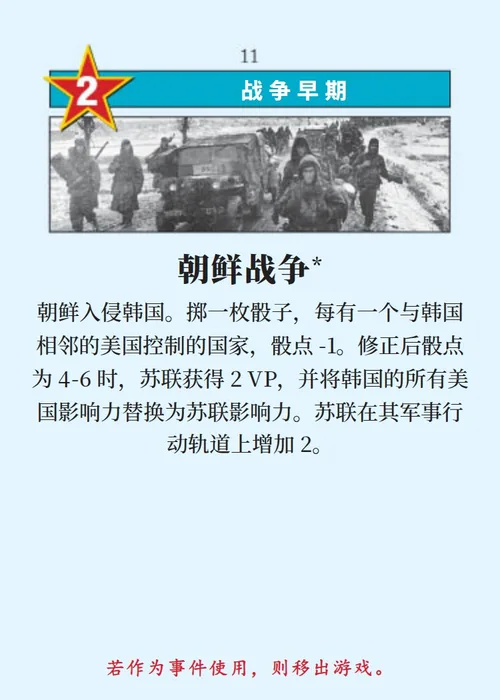 11
2
战争早期
朝鲜战争*
朝鲜入侵韩国。掷一枚骰子，每有一个与韩国
相邻的美国控制的国家，骰点 -1。修正后骰点
为 4-6 时，苏联获得 2 VP，并将韩国的所有美
国影响力替换为苏联影响力。苏联在其军事行
动轨道上增加 2。
若作为事件使用，则移出游戏。